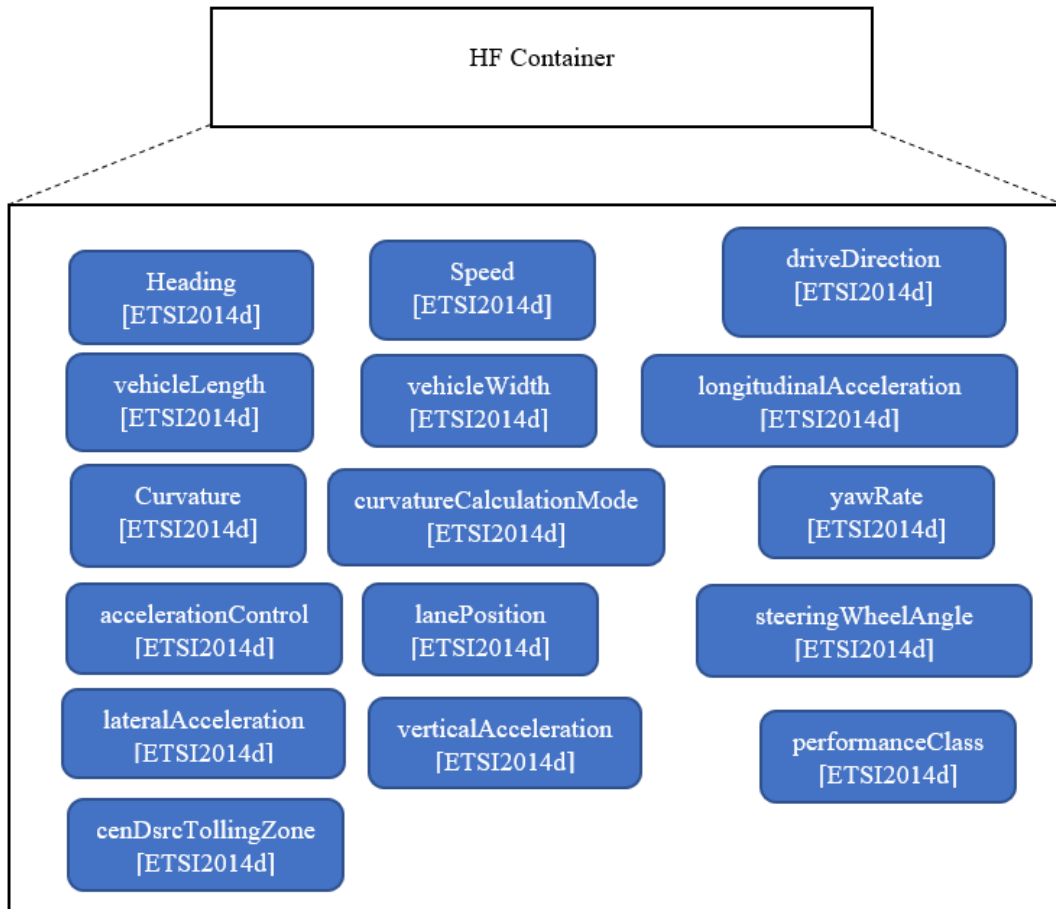 HF Container
Heading
[ETSI2014d]
Speed
[ETSI2014d]
driveDirection
[ETSI2014d]
vehicleLength
[ETSI2014d]
vehicleWidth
[ETSI2014d]
longitudinalAcceleration
[ETSI2014d]
Curvature
[ETSI2014d]
curvatureCalculationMode
[ETSI2014d]
yawRate
[ETSI2014d]
accelerationControl
[ETSI2014d]
lanePosition
[ETSI2014d]
steeringWheelAngle
[ETSI2014d]
lateralAcceleration
[ETSI2014d]
verticalAcceleration
[ETSI2014d]
performanceClass
[ETSI2014d]
cenDsrcTollingZone
[ETSI2014d]